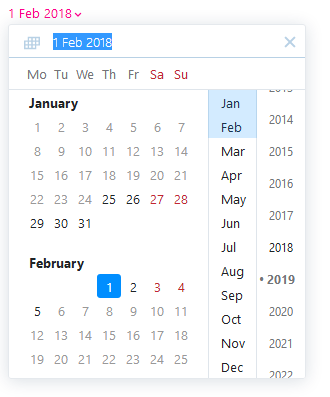 1 Feb 2018
1 Feb 2018
Mo Tu We Th Fr Sa Su
January
1 2 3 4 5 6 7
8 9 10 11 12 13 14
15 16 17 18 19 20 21
22 23 24 25 26 27 28
29 30 31
February
1 2 3 4
5 6 7 8 9 10 11
12 13 14 15 16 17 18
19 20 21 22 23 24 25
Jan
Feb
Mar
Apr
May
Jun
Jul
Aug
Sep
Oct
Nov
Dec
2013
2014
2015
2016
2017
2018
• 2019
2020
2021
2022